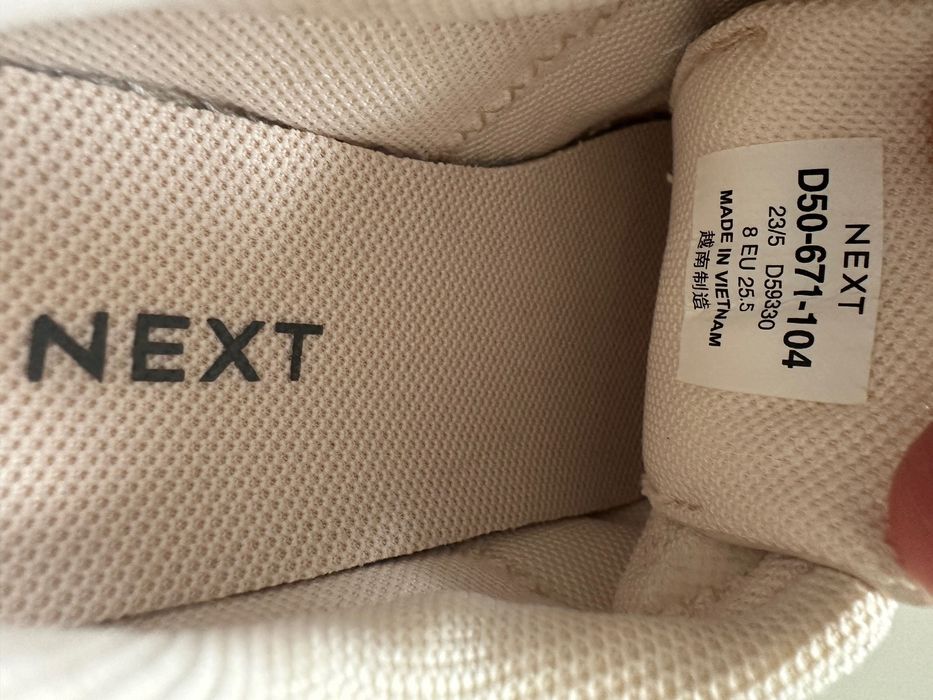 NEXT
NEXT
D50-671-104
23/5 D59330
8 EU 25.5
MADE IN VIETNAM
越南制造